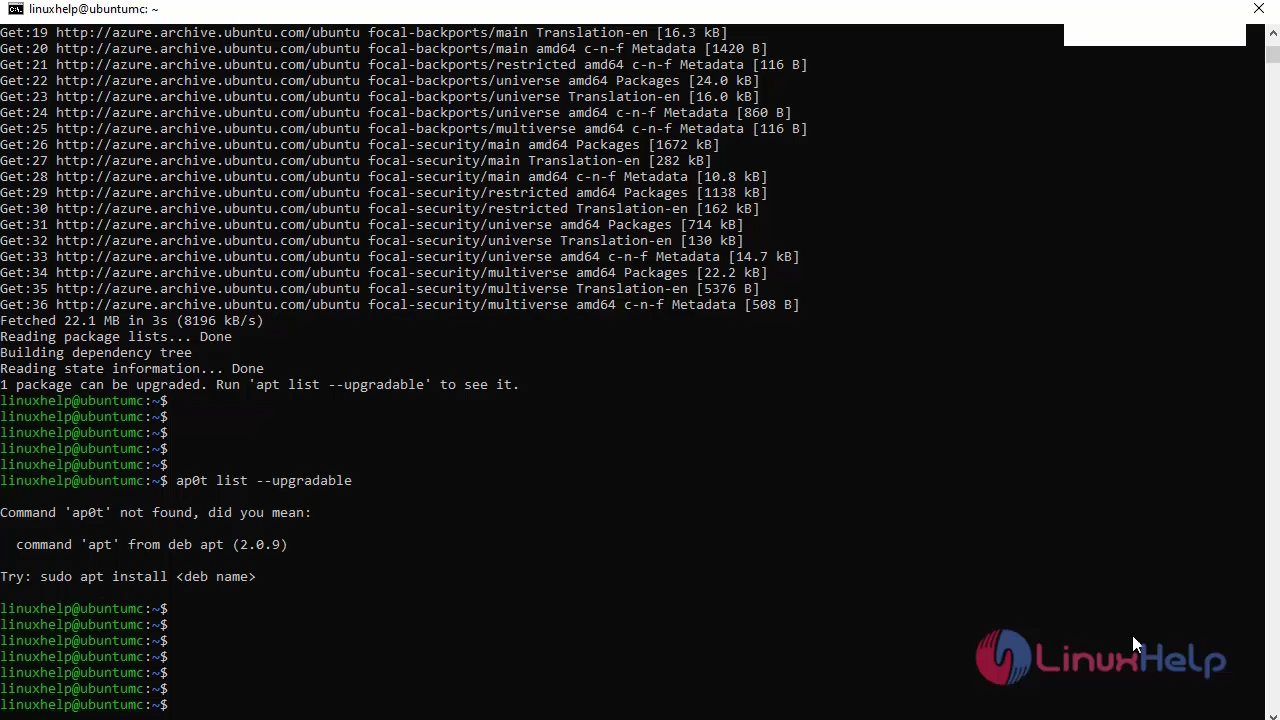 linuxhelp@ubuntumc: ~
Get:19 http://azure.archive.ubuntu.com/ubuntu focal-backports/main Translation-en [16.3 kB]
Get:20 http://azure.archive.ubuntu.com/ubuntu focal-backports/main amd64 c-n-f Metadata [1420 B]
Get:21 http://azure.archive.ubuntu.com/ubuntu focal-backports/restricted amd64 c-n-f Metadata [116 B]
Get:22 http://azure.archive.ubuntu.com/ubuntu focal-backports/universe amd64 Packages [24.0 kB]
Get:23 http://azure.archive.ubuntu.com/ubuntu focal-backports/universe Translation-en [16.0 kB]
Get:24 http://azure.archive.ubuntu.com/ubuntu focal-backports/universe amd64 c-n-f Metadata [860 B]
Get:25 http://azure.archive.ubuntu.com/ubuntu focal-backports/multiverse amd64 c-n-f Metadata [116 B]
Get:26 http://azure.archive.ubuntu.com/ubuntu focal-security/main amd64 Packages [1672 kB]
Get:27 http://azure.archive.ubuntu.com/ubuntu focal-security/main Translation-en [282 kB]
Get:28 http://azure.archive.ubuntu.com/ubuntu focal-security/main amd64 c-n-f Metadata [10.8 kB]
Get:29 http://azure.archive.ubuntu.com/ubuntu focal-security/restricted amd64 Packages [1138 kB]
Get:30 http://azure.archive.ubuntu.com/ubuntu focal-security/restricted Translation-en [162 kB]
Get:31 http://azure.archive.ubuntu.com/ubuntu focal-security/universe amd64 Packages [714 kB]
Get:32 http://azure.archive.ubuntu.com/ubuntu focal-security/universe Translation-en [130 kB]
Get:33 http://azure.archive.ubuntu.com/ubuntu focal-security/universe amd64 c-n-f Metadata [14.7 kB]
Get:34 http://azure.archive.ubuntu.com/ubuntu focal-security/multiverse amd64 Packages [22.2 kB]
Get:35 http://azure.archive.ubuntu.com/ubuntu focal-security/multiverse Translation-en [5376 B]
Get:36 http://azure.archive.ubuntu.com/ubuntu focal-security/multiverse amd64 c-n-f Metadata [508 B]
Fetched 22.1 MB in 3s (8196 kB/s)
Reading package lists... Done
Building dependency tree
Reading state information... Done
1 package can be upgraded. Run 'apt list --upgradable' to see it.
linuxhelp@ubuntumc:~$
linuxhelp@ubuntumc:~$
linuxhelp@ubuntumc:~$
linuxhelp@ubuntumc:~$
linuxhelp@ubuntumc:~$
linuxhelp@ubuntumc:~$ ap0t list --upgradable
Command 'ap0t' not found, did you mean:
command 'apt' from deb apt (2.0.9)
Try: sudo apt install <deb name>
linuxhelp@ubuntumc:~$
linuxhelp@ubuntumc:~$
linuxhelp@ubuntumc:~$
linuxhelp@ubuntumc:~$
linuxhelp@ubuntumc:~$
linuxhelp@ubuntumc:~$
linuxhelp@ubuntumc:~$
LinuxHelp